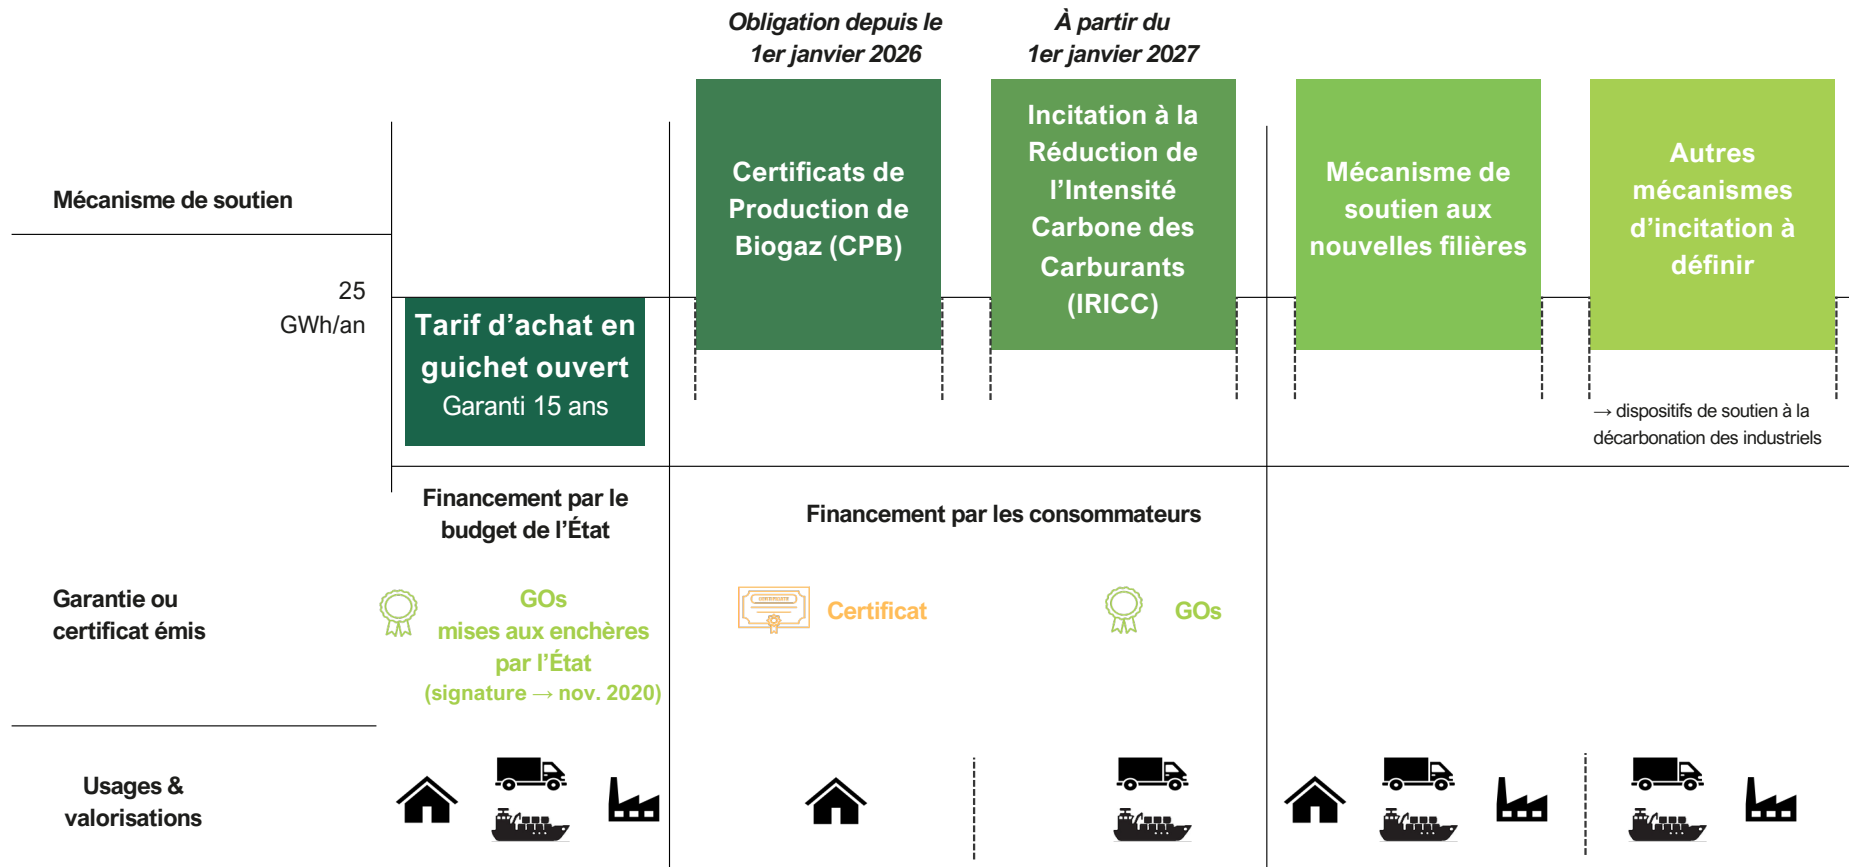 Obligation depuis le
1er janvier 2026
À partir du
1er janvier 2027
Mécanisme de soutien
Certificats de
Production de
Biogaz (CPB)
Incitation à la
Réduction de
l’Intensité
Carbone des
Carburants
(IRICC)
Mécanisme de
soutien aux
nouvelles filières
Autres
mécanismes
d’incitation à
définir
25
GWh/an
Tarif d’achat en
guichet ouvert
Garanti 15 ans
→ dispositifs de soutien à la
décarbonation des industriels
Financement par le
budget de l’État
Financement par les consommateurs
Garantie ou
certificat émis
GOs
mises aux enchères
par l’État
(signature → nov. 2020)
Certificat
GOs
Usages &
valorisations